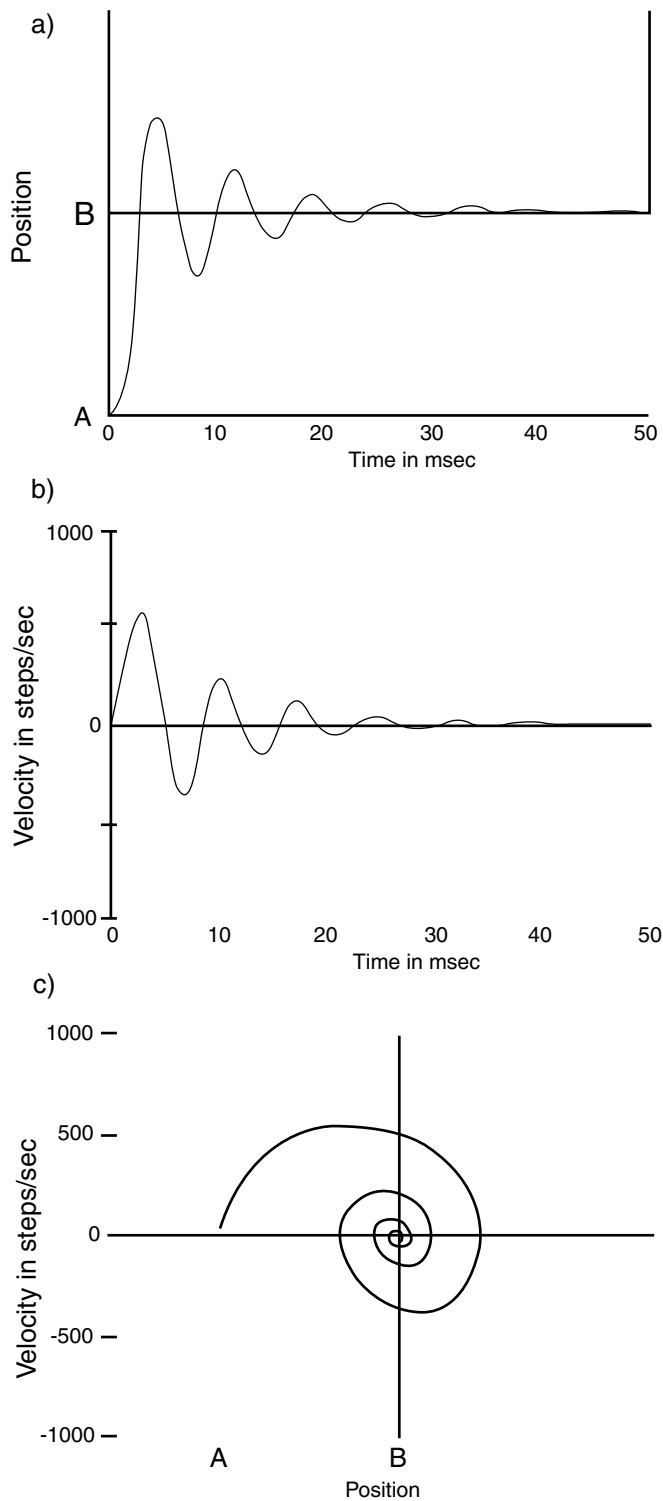 a)
Position
B
A
0 10 20 30 40 50
Time in msec
b)
Velocity in steps/sec
1000
0
-1000
0 10 20 30 40 50
Time in msec
c)
Velocity in steps/sec
1000
500
0
-500
-1000
A B
Position